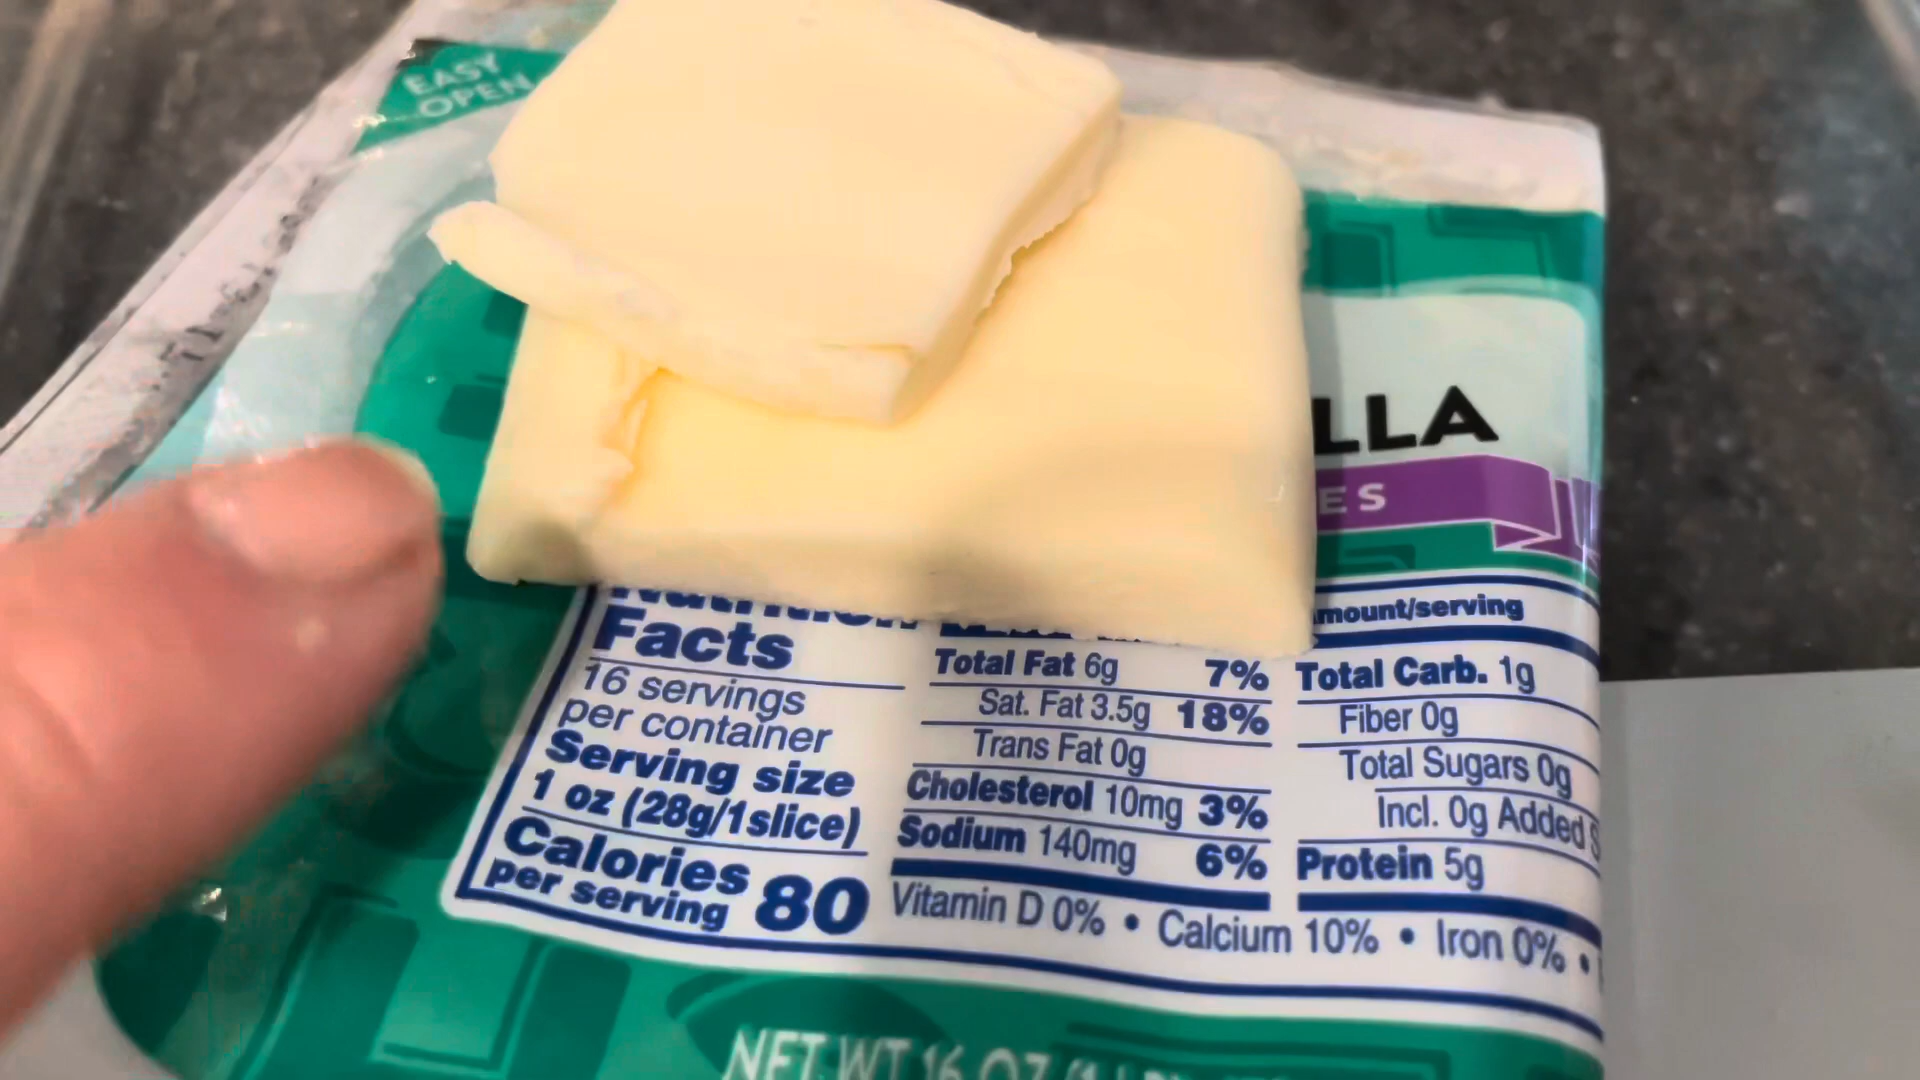 EASY
OPEN
LLA
ES
Nutrition
Facts
16 servings
per container
Serving size
1 oz (28g/1slice)
Calories
per serving 80
Total Fat 6g 7%
Sat. Fat 3.5g 18%
Trans Fat 0g
Cholesterol 10mg 3%
Sodium 140mg 6%
mount/serving
Total Carb. 1g
Fiber 0g
Total Sugars 0g
Incl. 0g Added S
Protein 5g
Vitamin D 0% • Calcium 10% • Iron 0% •
NET WT 16 OZ